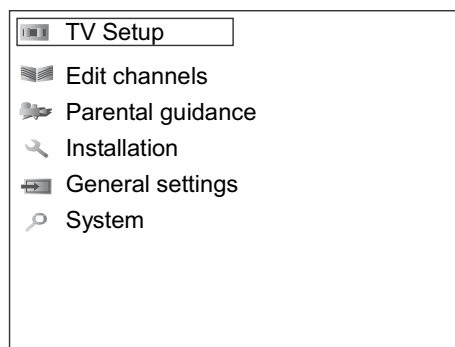 TV Setup
Edit channels
Parental guidance
Installation
General settings
System